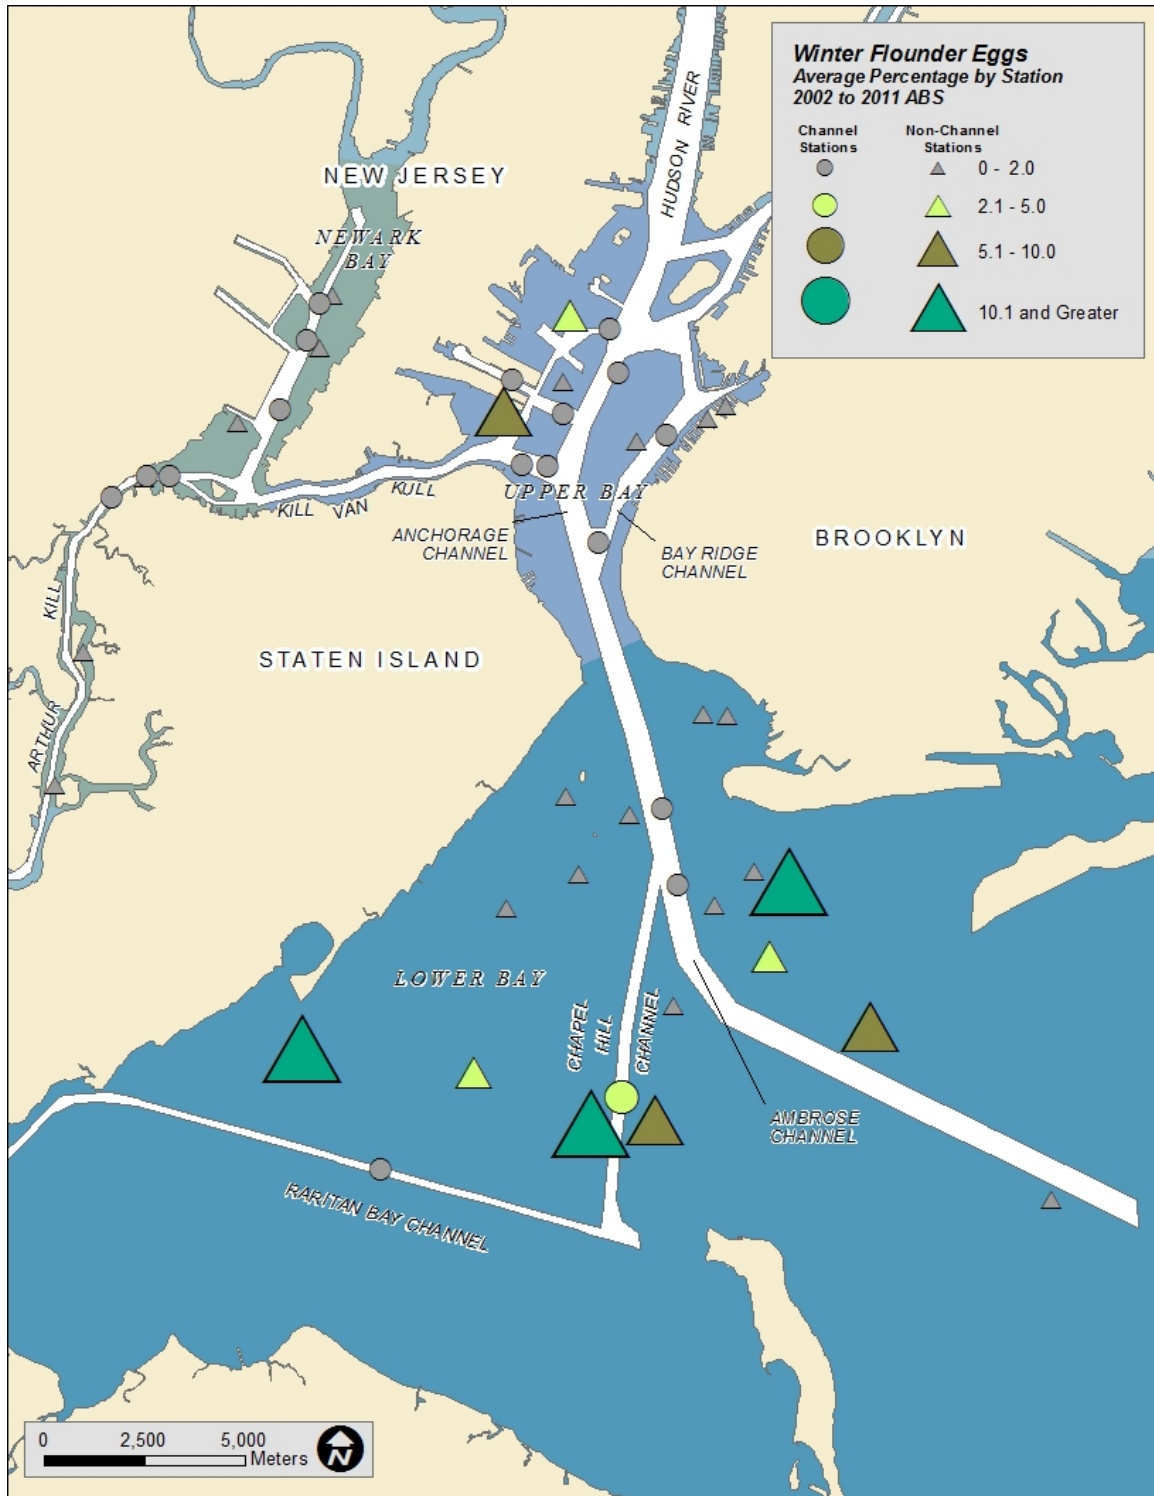 Winter Flounder Eggs
Average Percentage by Station
2002 to 2011 ABS
Channel Stations
Non-Channel Stations
0 - 2.0
2.1 - 5.0
5.1 - 10.0
10.1 and Greater
HUDSON RIVER
NEW JERSEY
NEWARK
BAY
KILL VAN KULL
UPPER BAY
ANCHORAGE
CHANNEL
BAY RIDGE
CHANNEL
BROOKLYN
ARTHUR KILL
STATEN ISLAND
LOWER BAY
CHAPEL
HILL
CHANNEL
AMBROSE
CHANNEL
RARITAN BAY CHANNEL
0 2,500 5,000
Meters
N